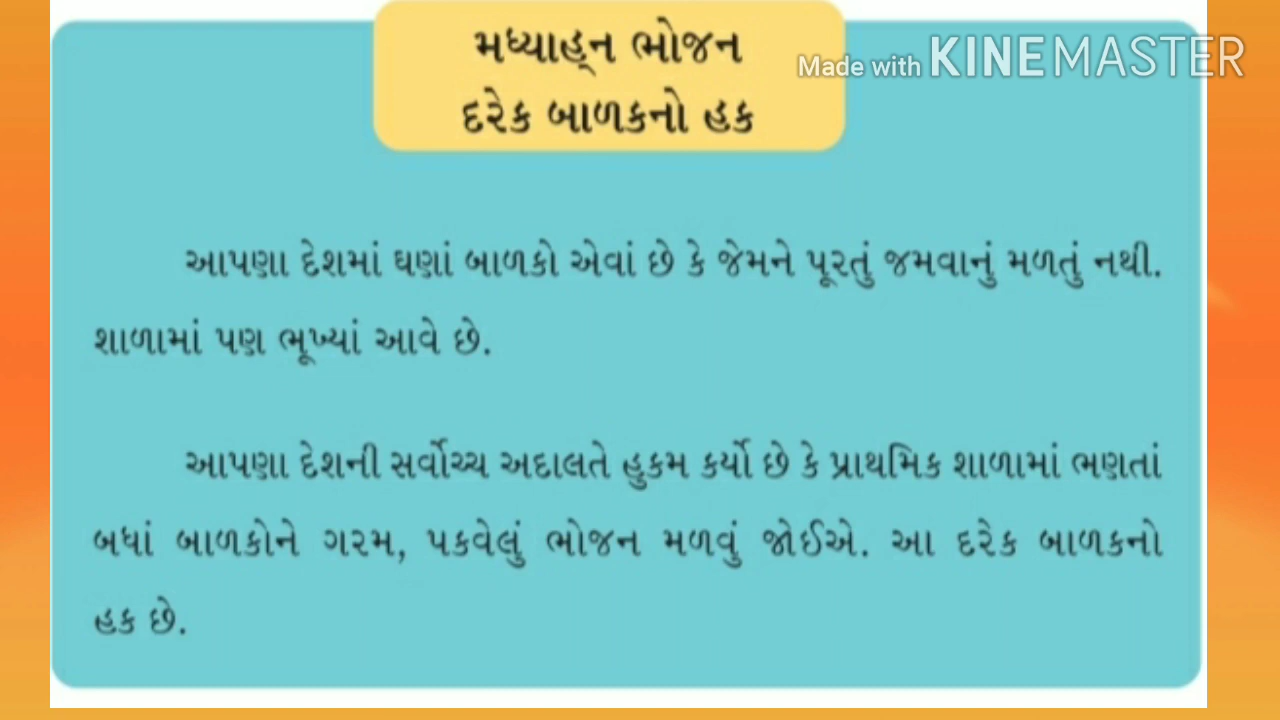 મધ્યાહ્ન ભોજન
દરેક બાળકનો હક
Made with KINEMASTER
આપણા દેશમાં ઘણાં બાળકો એવાં છે કે જેમને પૂરતું જમવાનું મળતું નથી.
શાળામાં પણ ભૂખ્યાં આવે છે.
આપણા દેશની સર્વોચ્ચ અદાલતે હુકમ કર્યો છે કે પ્રાથમિક શાળામાં ભણતાં
બધાં બાળકોને ગરમ, પકવેલું ભોજન મળવું જોઈએ. આ દરેક બાળકનો
હક છે.